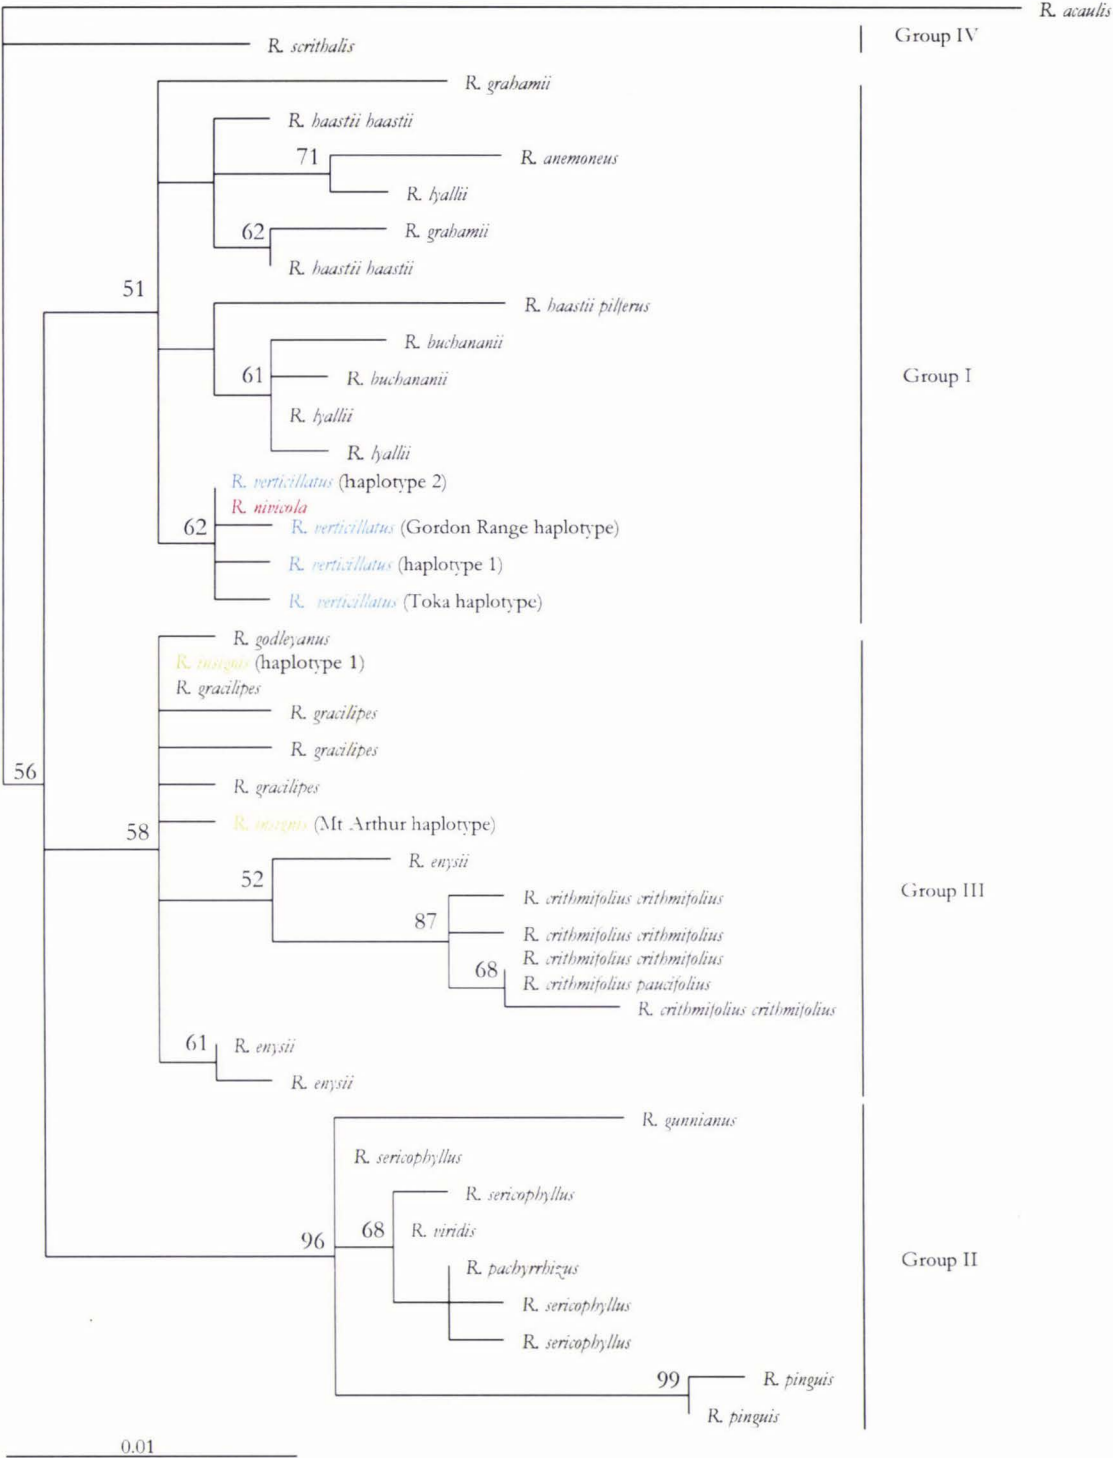 R. acaulis
Group IV
R. scrithalis
R. grahamii
R. haastii haastii
71
R. anemoneus
R. lyallii
62
R. grahamii
R. haastii haastii
51
R. haastii piliferus
R. buchananii
61
R. buchananii
Group I
R. lyallii
R. lyallii
R. verticillatus (haplotype 2)
R. nivicola
62
R. verticillatus (Gordon Range haplotype)
R. verticillatus (haplotype 1)
R. verticillatus (Toka haplotype)
R. godleyanus
R. insignis (haplotype 1)
R. gracilipes
R. gracilipes
R. gracilipes
56
R. gracilipes
58
R. insignis (Mt Arthur haplotype)
R. enysii
52
Group III
R. crithmifolius crithmifolius
87
R. crithmifolius crithmifolius
R. crithmifolius crithmifolius
68
R. crithmifolius paucifolius
R. crithmifolius crithmifolius
61
R. enysii
R. enysii
R. gunnianus
R. sericophyllus
R. sericophyllus
96
68
R. viridis
Group II
R. pachyrrhizus
R. sericophyllus
R. sericophyllus
99
R. pinguis
R. pinguis
0.01